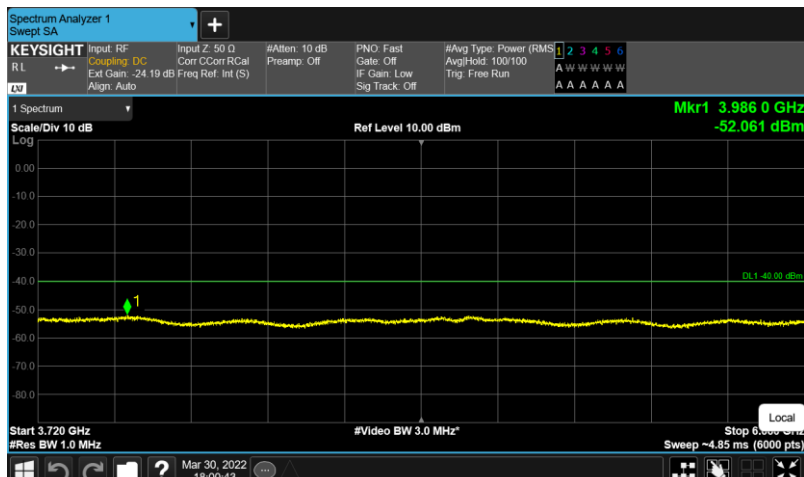 Spectrum Analyzer 1
Swept SA
KEYSIGHT Input: RF Input Z: 50 Ω #Atten: 10 dB PNO: Fast #Avg Type: Power (RMS 1 2 3 4 5 6
R L Coupling: DC Corr CCorr RCal Preamp: Off Gate: Off Avg|Hold: 100/100 A W W W W W
Ext Gain: -24.19 dB Freq Ref: Int (S) IF Gain: Low Trig: Free Run
LXI Align: Auto Sig Track: Off A A A A A A
1 Spectrum Mkr1 3.986 0 GHz
Scale/Div 10 dB Ref Level 10.00 dBm -52.061 dBm
Log
0.00
-10.0
-20.0
-30.0
-40.0 DL1 -40.00 dBm
1
-50.0
-60.0
-70.0
-80.0
Local
Start 3.720 GHz #Video BW 3.0 MHz* Stop GHz
#Res BW 1.0 MHz Sweep ~4.85 ms (6000 pts)
? Mar 30, 2022
18:00:43